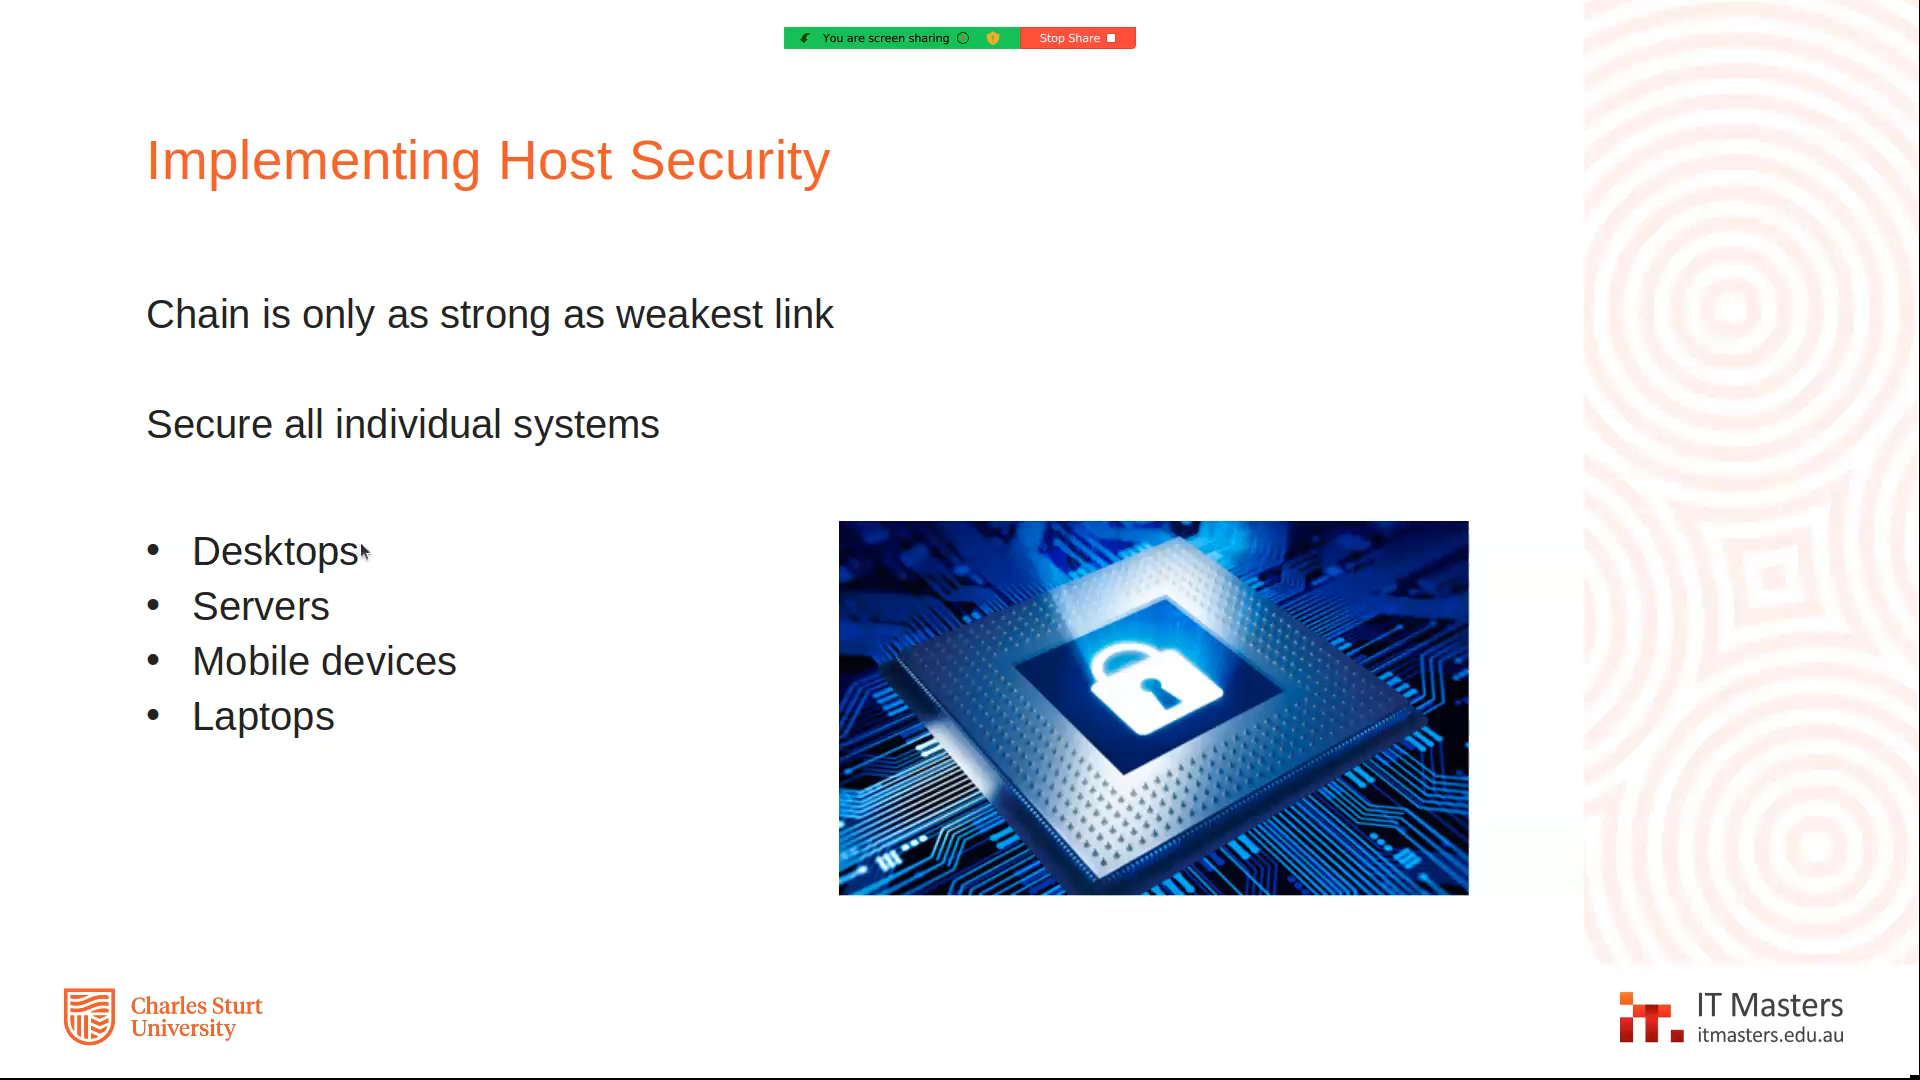 You are screen sharing
Stop Share
Implementing Host Security
Chain is only as strong as weakest link
Secure all individual systems
• Desktops
• Servers
• Mobile devices
• Laptops
Charles Sturt
University
IT Masters
itmasters.edu.au